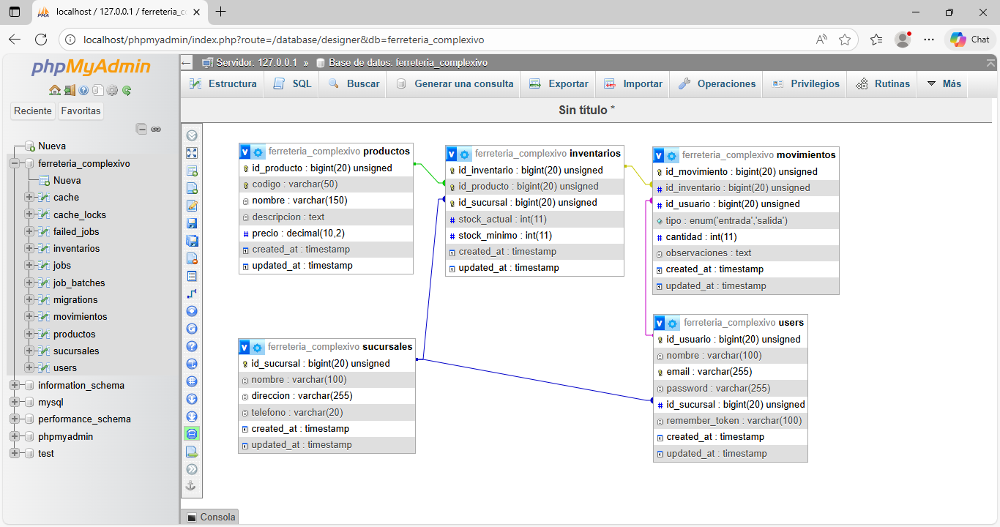 localhost / 127.0.0.1 / ferreteria_c
localhost/phpmyadmin/index.php?route=/database/designer&db=ferreteria_complexivo
Chat
phpMyAdmin
Reciente
Favoritas
Nueva
ferreteria_complexivo
Nueva
cache
cache_locks
failed_jobs
inventarios
jobs
job_batches
migrations
movimientos
productos
sucursales
users
information_schema
mysql
performance_schema
phpmyadmin
test
Servidor: 127.0.0.1 » Base de datos: ferreteria_complexivo
Estructura SQL Buscar Generar una consulta Exportar Importar Operaciones Privilegios Rutinas Más
Sin título *
ferreteria_complexivo productos
id_producto : bigint(20) unsigned
codigo : varchar(50)
nombre : varchar(150)
descripcion : text
precio : decimal(10,2)
created_at : timestamp
updated_at : timestamp
ferreteria_complexivo inventarios
id_inventario : bigint(20) unsigned
id_producto : bigint(20) unsigned
id_sucursal : bigint(20) unsigned
stock_actual : int(11)
stock_minimo : int(11)
created_at : timestamp
updated_at : timestamp
ferreteria_complexivo movimientos
id_movimiento : bigint(20) unsigned
id_inventario : bigint(20) unsigned
id_usuario : bigint(20) unsigned
tipo : enum('entrada','salida')
cantidad : int(11)
observaciones : text
created_at : timestamp
updated_at : timestamp
ferreteria_complexivo sucursales
id_sucursal : bigint(20) unsigned
nombre : varchar(100)
direccion : varchar(255)
telefono : varchar(20)
created_at : timestamp
updated_at : timestamp
ferreteria_complexivo users
id_usuario : bigint(20) unsigned
nombre : varchar(100)
email : varchar(255)
password : varchar(255)
id_sucursal : bigint(20) unsigned
remember_token : varchar(100)
created_at : timestamp
updated_at : timestamp
Consola